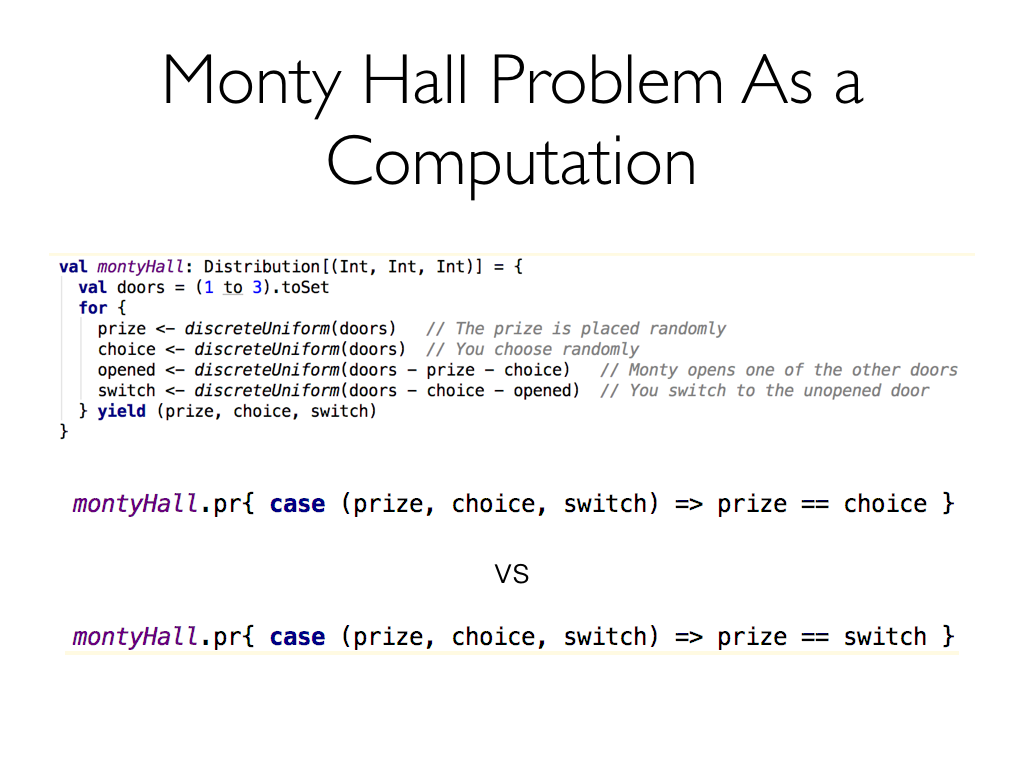 Monty Hall Problem As a
Computation
val montyHall: Distribution[(Int, Int, Int)] = {
  val doors = (1 to 3).toSet
  for {
    prize <- discreteUniform(doors)   // The prize is placed randomly
    choice <- discreteUniform(doors)  // You choose randomly
    opened <- discreteUniform(doors - prize - choice)   // Monty opens one of the other doors
    switch <- discreteUniform(doors - choice - opened)  // You switch to the unopened door
  } yield (prize, choice, switch)
}
montyHall.pr{ case (prize, choice, switch) => prize == choice }
vs
montyHall.pr{ case (prize, choice, switch) => prize == switch }